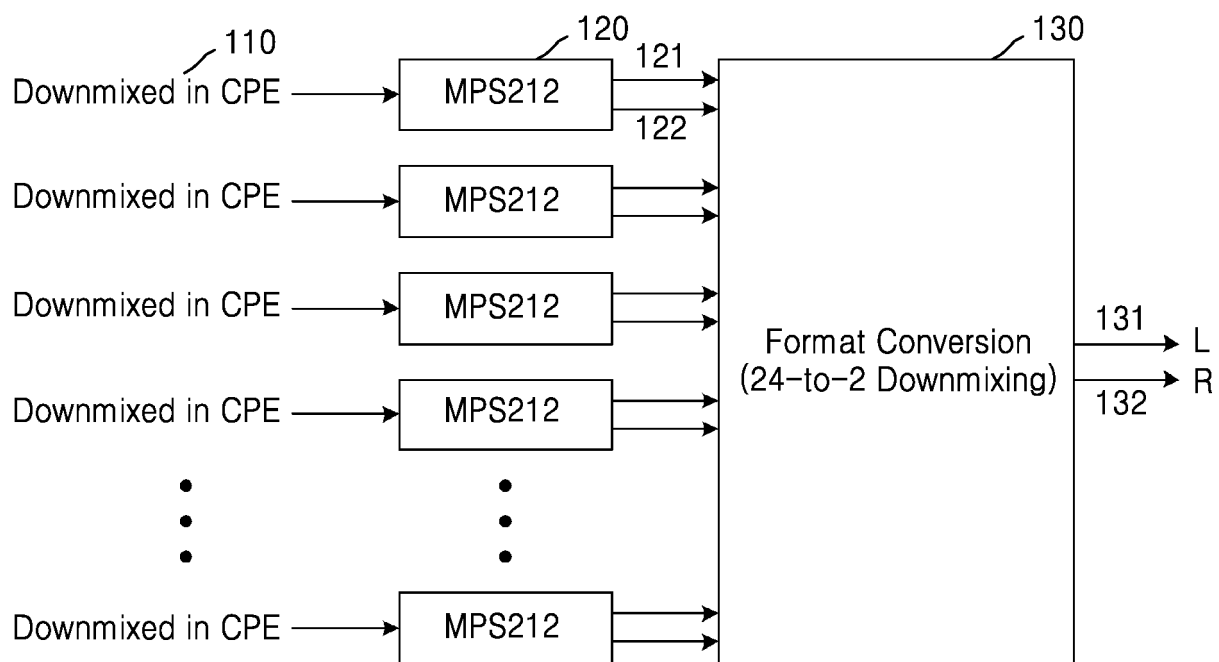 110
120
130
Downmixed in CPE
MPS212
121
122
Downmixed in CPE
MPS212
Downmixed in CPE
MPS212
Format Conversion
(24-to-2 Downmixing)
131
L
R
132
Downmixed in CPE
MPS212
Downmixed in CPE
MPS212